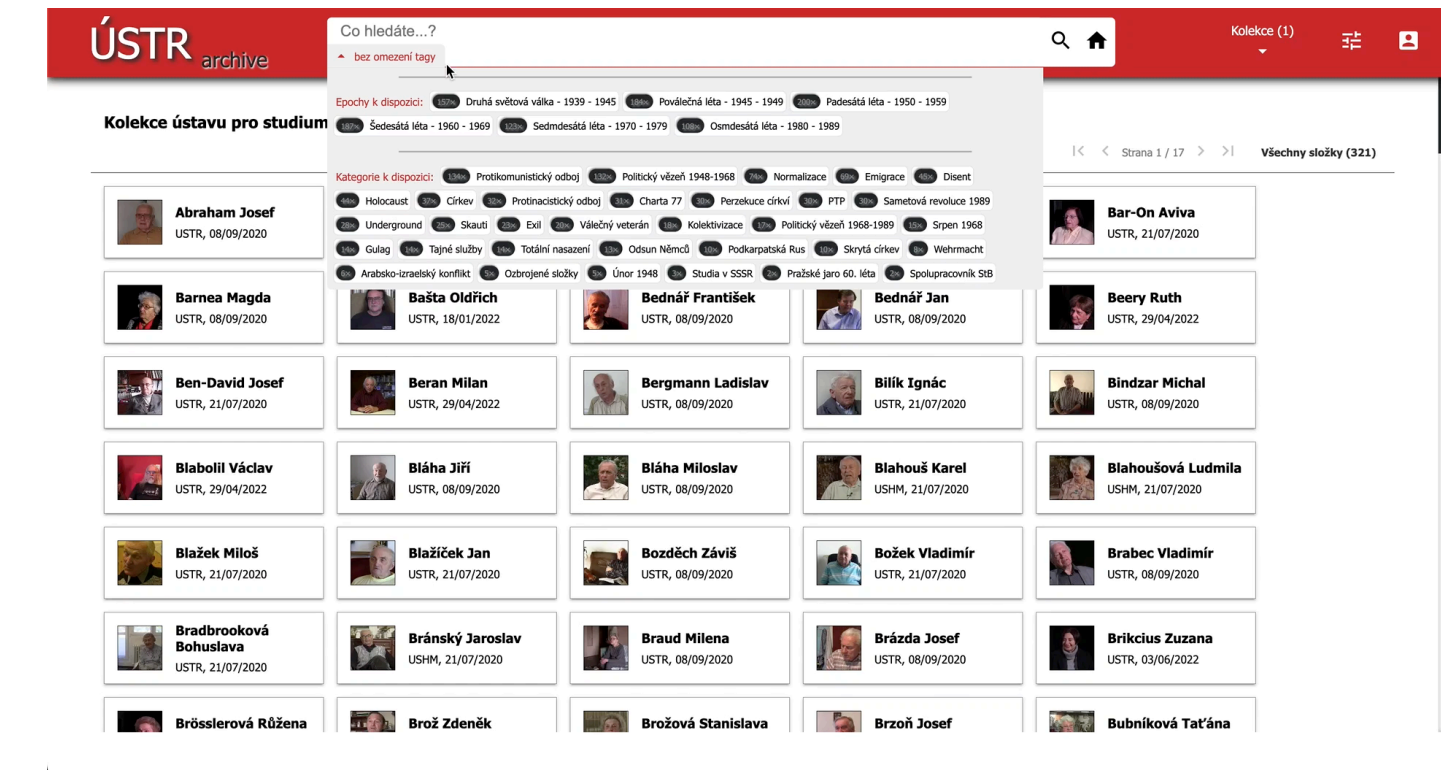 ÚSTR archive
Co hledáte...?
bez omezení tagy
Kolekce (1)
Epochy k dispozici: 157x Druhá světová válka - 1939 - 1945 184x Poválečná léta - 1945 - 1949 200x Padesátá léta - 1950 - 1959
187x Šedesátá léta - 1960 - 1969 123x Sedmdesátá léta - 1970 - 1979 108x Osmdesátá léta - 1980 - 1989
Kolekce ústavu pro studium
Strana 1 / 17 Všechny složky (321)
Kategorie k dispozici: 134x Protikomunistický odboj 132x Politický vězeň 1948-1968 74x Normalizace 69x Emigrace 45x Disent
44x Holocaust 37x Církev 32x Protinacistický odboj 31x Charta 77 30x Perzekuce církví 30x PTP 30x Sametová revoluce 1989
28x Underground 25x Skauti 23x Exil 20x Válečný veterán 18x Kolektivizace 17x Politický vězeň 1968-1989 15x Srpen 1968
14x Gulag 14x Tajné služby 14x Totální nasazení 13x Odsun Němců 10x Podkarpatská Rus 10x Skrytá církev 8x Wehrmacht
6x Arabsko-izraelský konflikt 5x Ozbrojené složky 5x Únor 1948 3x Studia v SSSR 2x Pražské jaro 60. léta 2x Spolupracovník StB
Abraham Josef
USTR, 08/09/2020
Bar-On Aviva
USTR, 21/07/2020
Barnea Magda
USTR, 08/09/2020
Bašta Oldřich
USTR, 18/01/2022
Bednář František
USTR, 08/09/2020
Bednář Jan
USTR, 08/09/2020
Beery Ruth
USTR, 29/04/2022
Ben-David Josef
USTR, 21/07/2020
Beran Milan
USTR, 29/04/2022
Bergmann Ladislav
USTR, 08/09/2020
Bilík Ignác
USTR, 21/07/2020
Bindzar Michal
USTR, 08/09/2020
Blabolil Václav
USTR, 29/04/2022
Bláha Jiří
USTR, 08/09/2020
Bláha Miloslav
USTR, 08/09/2020
Blahouš Karel
USHM, 21/07/2020
Blahoušová Ludmila
USHM, 21/07/2020
Blažek Miloš
USTR, 21/07/2020
Blažíček Jan
USTR, 21/07/2020
Bozděch Záviš
USTR, 08/09/2020
Božek Vladimír
USTR, 21/07/2020
Brabec Vladimír
USTR, 08/09/2020
Bradbrooková
Bohuslava
USTR, 21/07/2020
Bránský Jaroslav
USHM, 21/07/2020
Braud Milena
USTR, 08/09/2020
Brázda Josef
USTR, 08/09/2020
Brikcius Zuzana
USTR, 03/06/2022
Brösslerová Růžena
Brož Zdeněk
Brožová Stanislava
Brzoň Josef
Bubníková Taťána